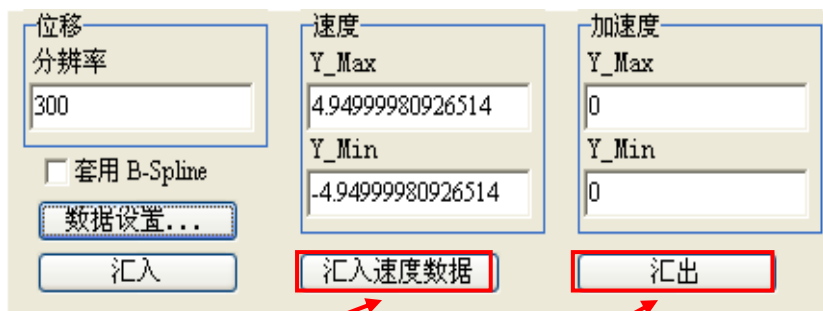 位移
分辨率
300
套用 B-Spline
数据设置...
汇入
速度
Y_Max
4.94999980926514
Y_Min
-4.94999980926514
汇入速度数据
加速度
Y_Max
0
Y_Min
0
汇出